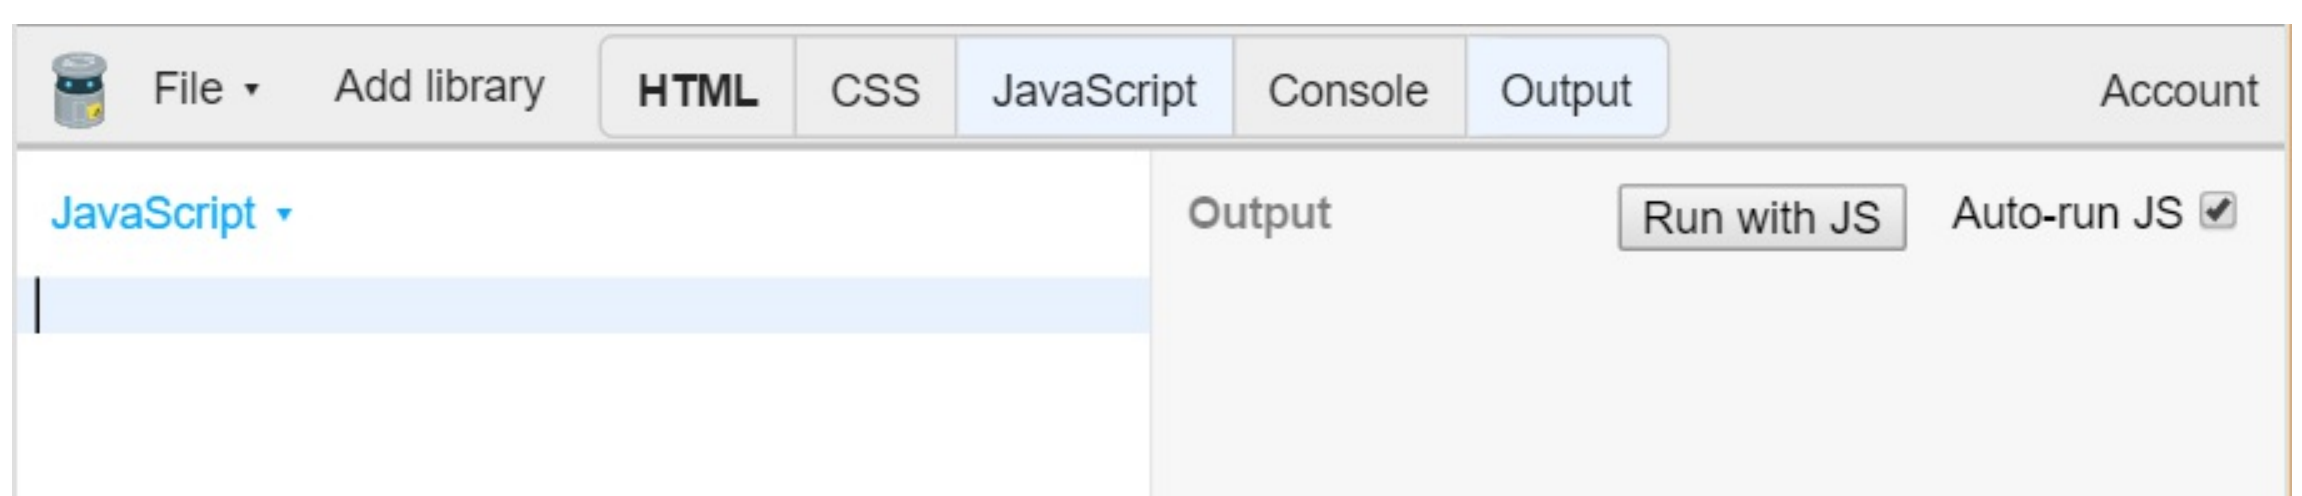 File ▾ Add library HTML CSS JavaScript Console Output Account
JavaScript ▾ Output Run with JS Auto-run JS